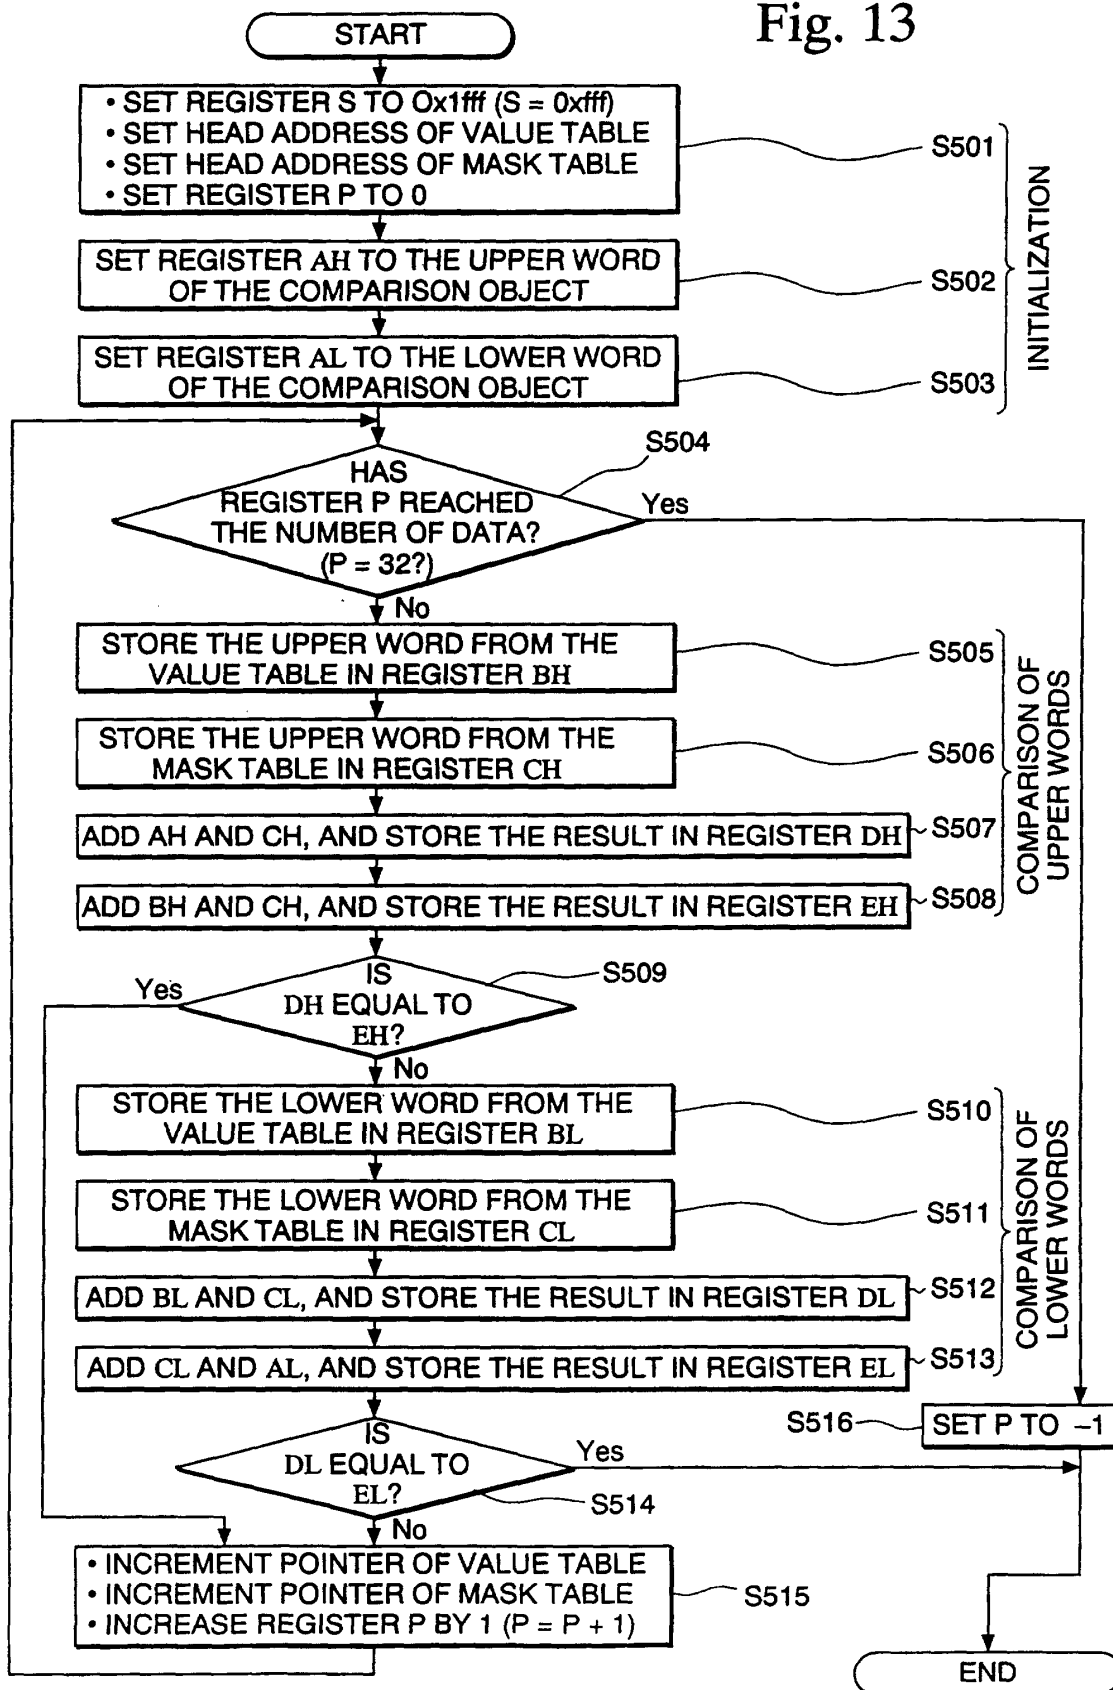 Fig. 13
START
• SET REGISTER S TO 0x1fff (S = 0xfff)
• SET HEAD ADDRESS OF VALUE TABLE
• SET HEAD ADDRESS OF MASK TABLE
• SET REGISTER P TO 0
S501
SET REGISTER AH TO THE UPPER WORD
OF THE COMPARISON OBJECT
S502
SET REGISTER AL TO THE LOWER WORD
OF THE COMPARISON OBJECT
S503
INITIALIZATION
HAS
REGISTER P REACHED
THE NUMBER OF DATA?
(P = 32?)
S504
Yes
No
STORE THE UPPER WORD FROM THE
VALUE TABLE IN REGISTER BH
S505
STORE THE UPPER WORD FROM THE
MASK TABLE IN REGISTER CH
S506
ADD AH AND CH, AND STORE THE RESULT IN REGISTER DH
S507
ADD BH AND CH, AND STORE THE RESULT IN REGISTER EH
S508
COMPARISON OF
UPPER WORDS
IS
DH EQUAL TO
EH?
S509
Yes
No
STORE THE LOWER WORD FROM THE
VALUE TABLE IN REGISTER BL
S510
STORE THE LOWER WORD FROM THE
MASK TABLE IN REGISTER CL
S511
ADD BL AND CL, AND STORE THE RESULT IN REGISTER DL
S512
ADD CL AND AL, AND STORE THE RESULT IN REGISTER EL
S513
COMPARISON OF
LOWER WORDS
S516
SET P TO –1
IS
DL EQUAL TO
EL?
Yes
S514
No
• INCREMENT POINTER OF VALUE TABLE
• INCREMENT POINTER OF MASK TABLE
• INCREASE REGISTER P BY 1 (P = P + 1)
S515
END